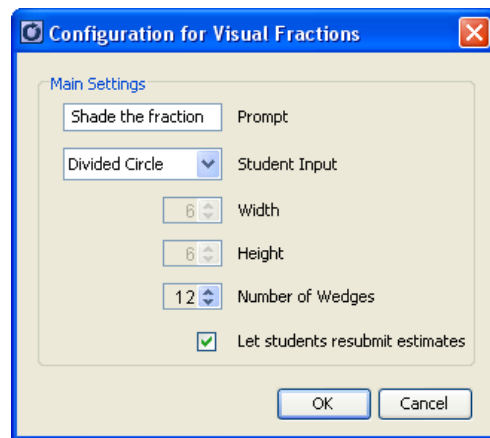 Configuration for Visual Fractions
Main Settings
Shade the fraction Prompt
Divided Circle Student Input
6 Width
6 Height
12 Number of Wedges
Let students resubmit estimates
OK Cancel